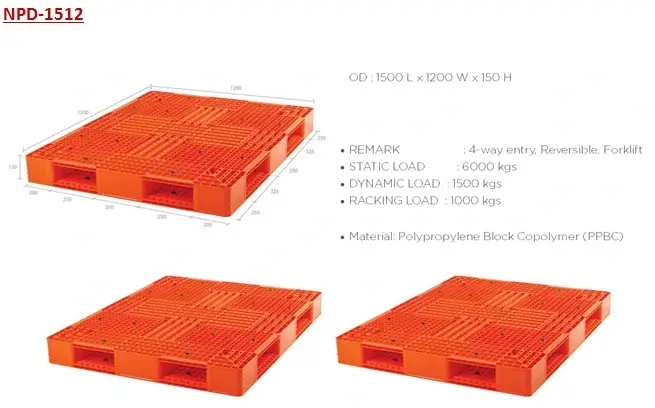 NPD-1512
1200
1500
150
200
250
300
250
200
250
325
325
250
OD : 1500 L x 1200 W x 150 H
• REMARK : 4-way entry, Reversible, Forklift
• STATIC LOAD : 6000 kgs
• DYNAMIC LOAD : 1500 kgs
• RACKING LOAD : 1000 kgs
• Material: Polypropylene Block Copolymer (PPBC)